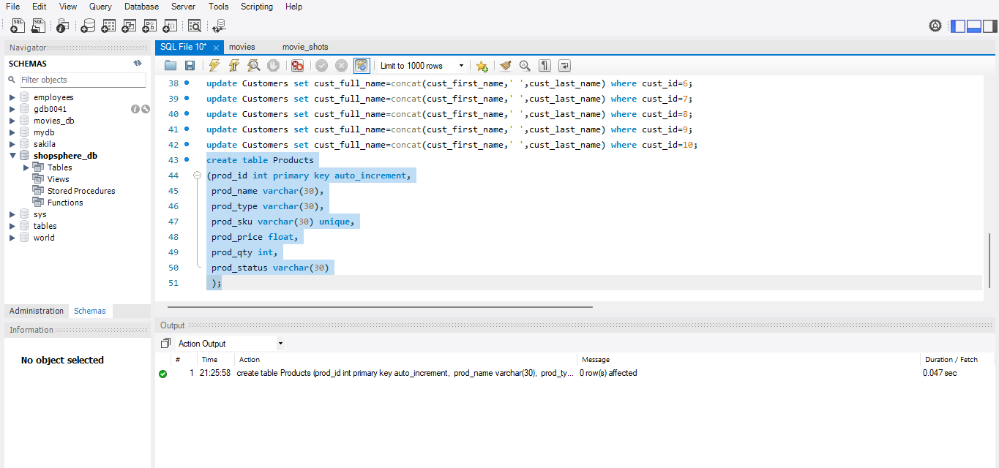 File Edit View Query Database Server Tools Scripting Help
Navigator
SCHEMAS
Filter objects
employees
gdb0041
movies_db
mydb
sakila
shopsphere_db
Tables
Views
Stored Procedures
Functions
sys
tables
world
Administration Schemas
Information
No object selected
SQL File 10* movies movie_shots
Limit to 1000 rows
38 update Customers set cust_full_name=concat(cust_first_name,' ',cust_last_name) where cust_id=6;
39 update Customers set cust_full_name=concat(cust_first_name,' ',cust_last_name) where cust_id=7;
40 update Customers set cust_full_name=concat(cust_first_name,' ',cust_last_name) where cust_id=8;
41 update Customers set cust_full_name=concat(cust_first_name,' ',cust_last_name) where cust_id=9;
42 update Customers set cust_full_name=concat(cust_first_name,' ',cust_last_name) where cust_id=10;
43 create table Products
44 (prod_id int primary key auto_increment,
45 prod_name varchar(30),
46 prod_type varchar(30),
47 prod_sku varchar(30) unique,
48 prod_price float,
49 prod_qty int,
50 prod_status varchar(30)
51 );
Output
Action Output
# Time Action Message Duration / Fetch
1 21:25:58 create table Products (prod_id int primary key auto_increment, prod_name varchar(30), prod_ty... 0 row(s) affected 0.047 sec